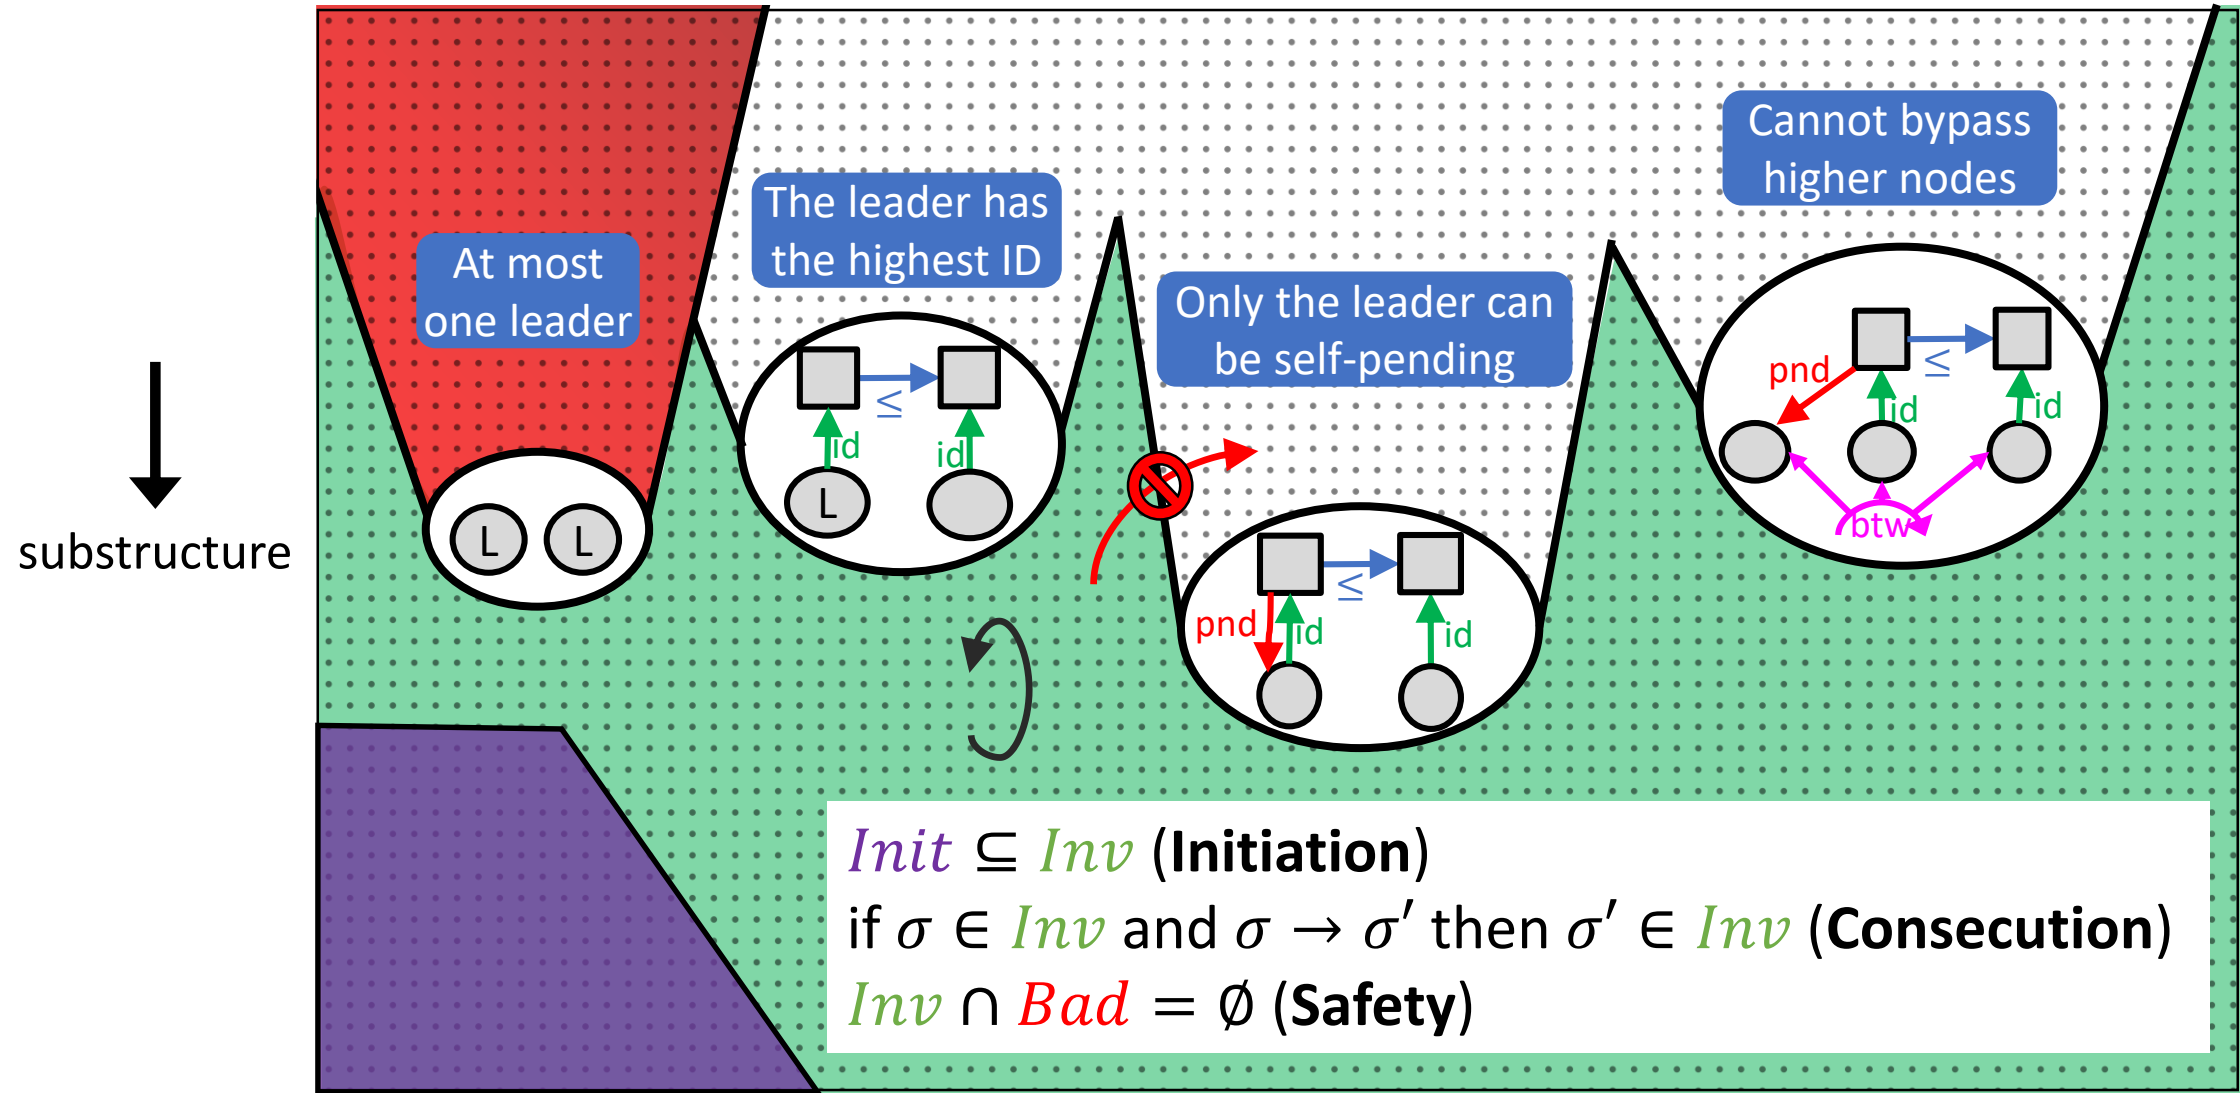 Cannot bypass
higher nodes
The leader has
the highest ID
At most
one leader
Only the leader can
be self-pending
substructure
≤
id
id
L
L
L
≤
pnd
id
id
≤
pnd
id
id
btw
Init ⊆ Inv (Initiation)
if σ ∈ Inv and σ → σ′ then σ′ ∈ Inv (Consecution)
Inv ∩ Bad = ∅ (Safety)